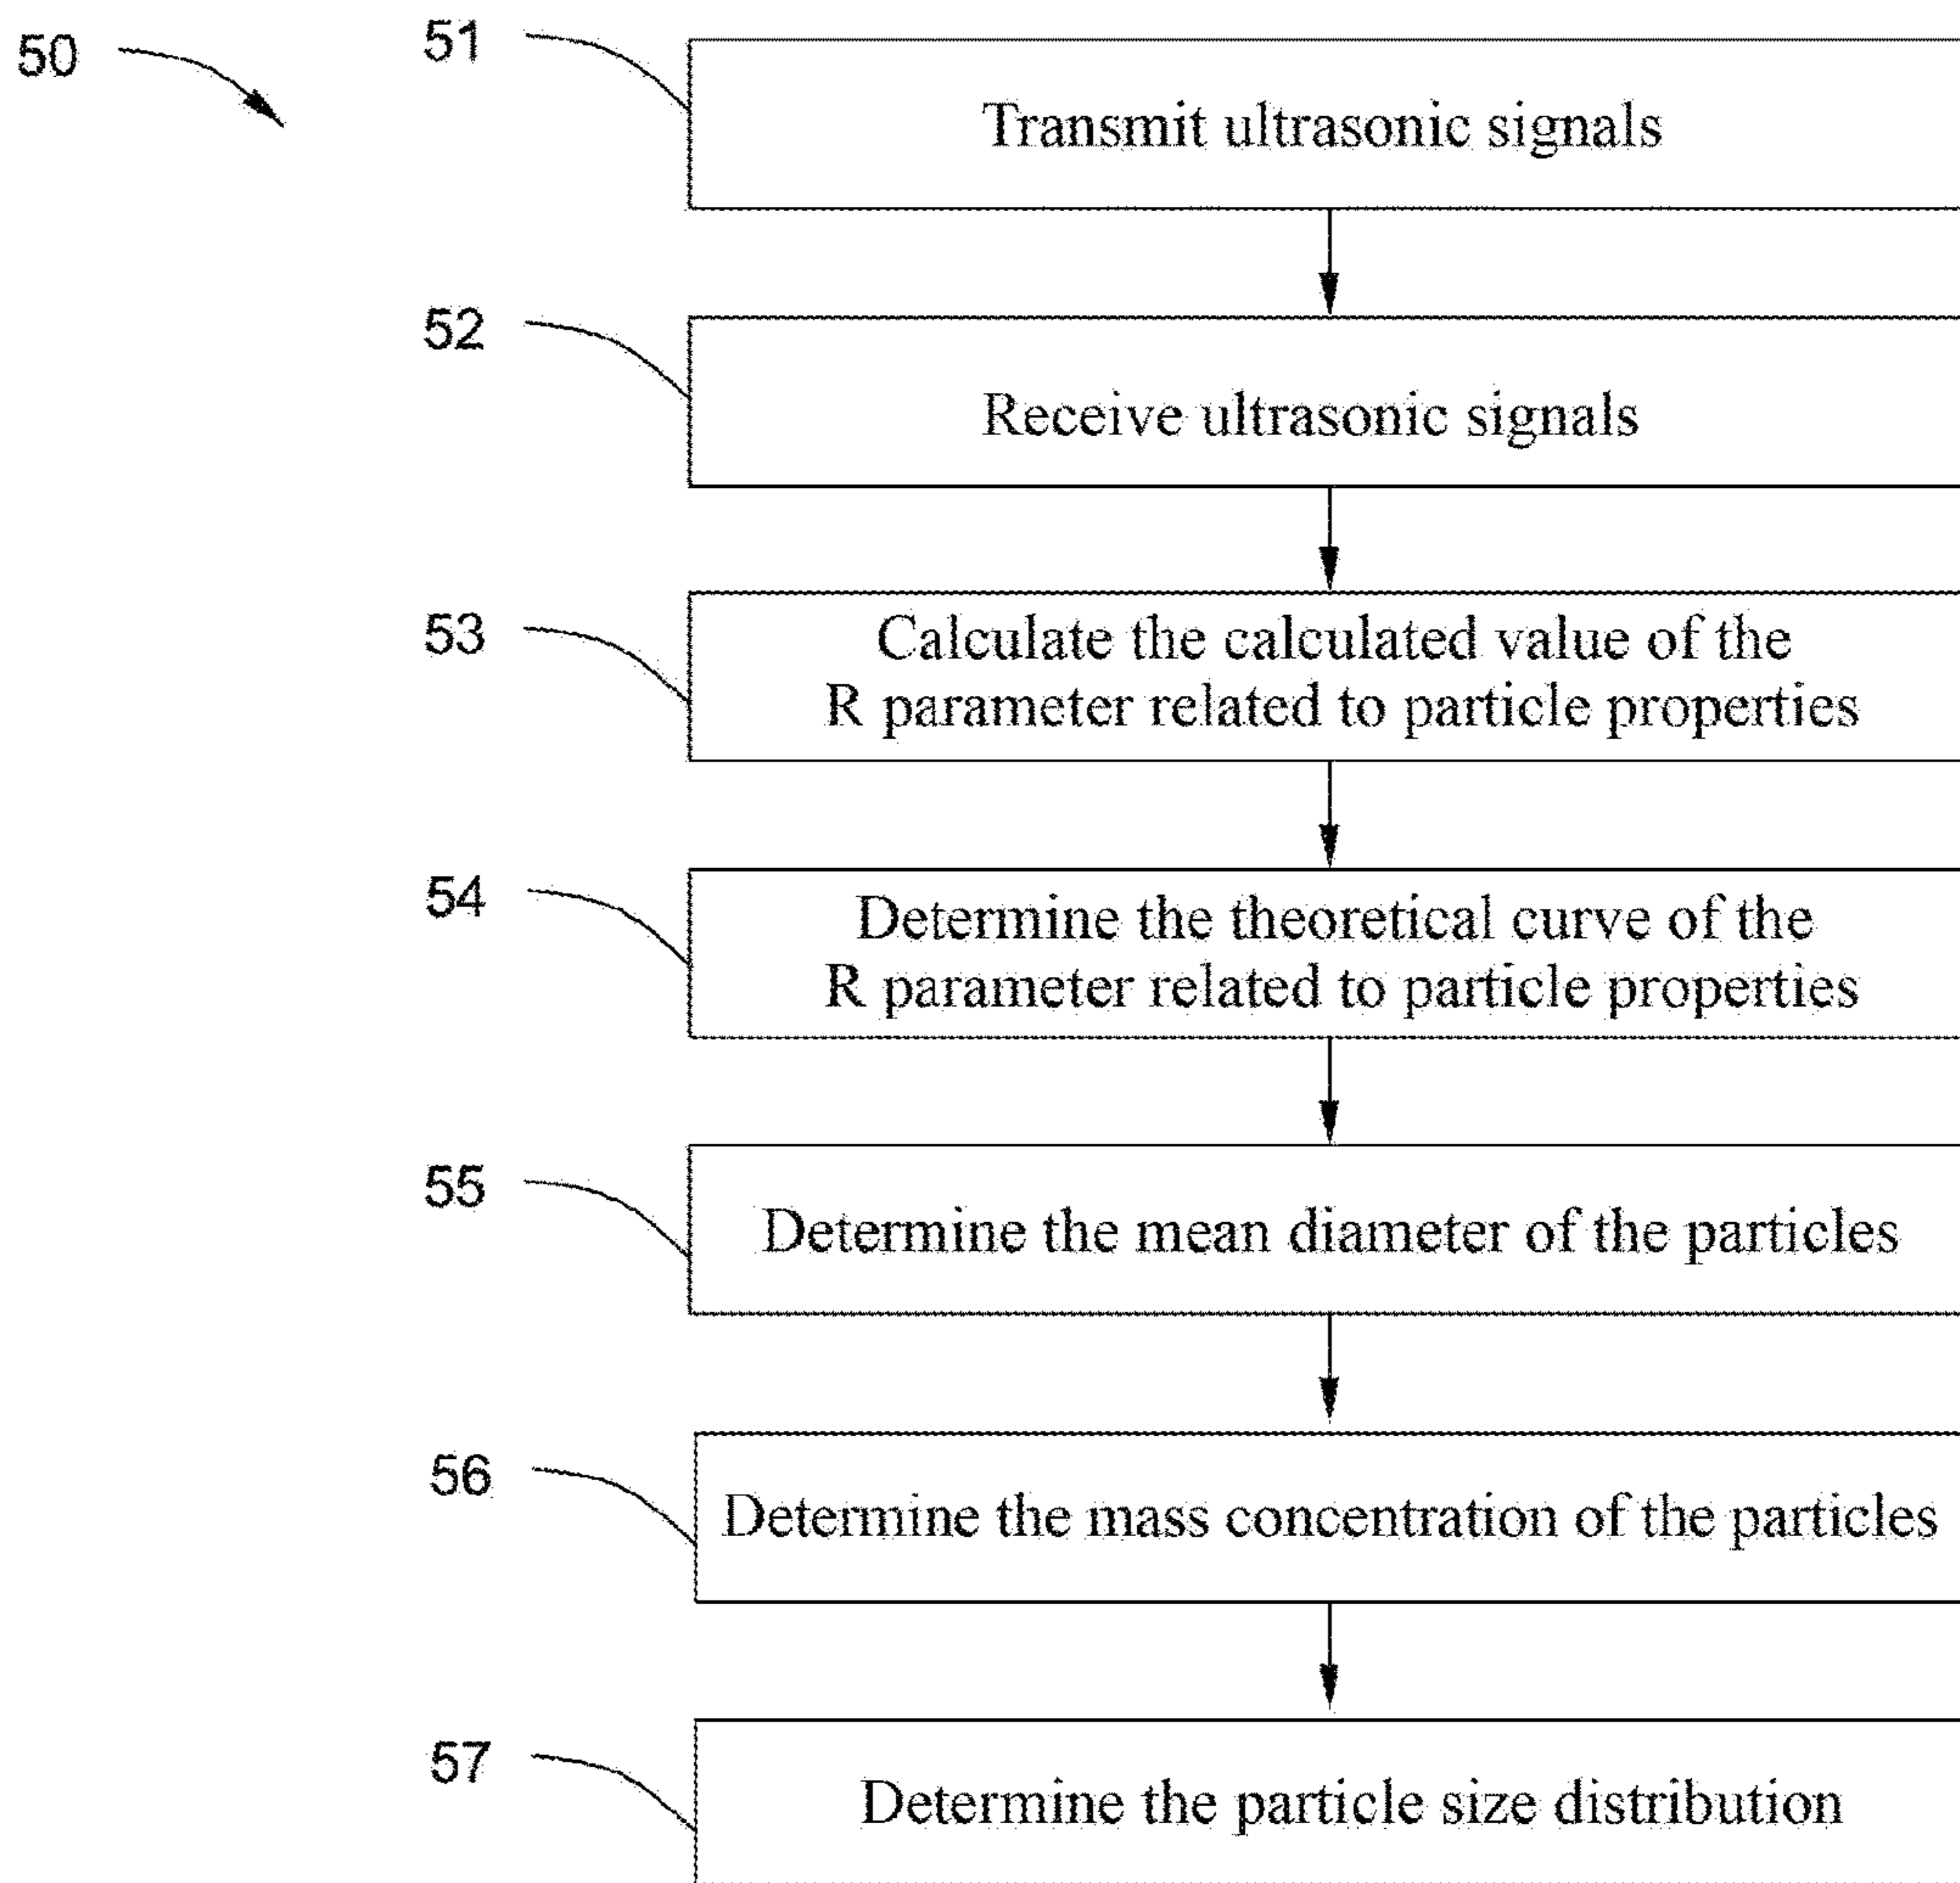 50
51
Transmit ultrasonic signals
52
Receive ultrasonic signals
53
Calculate the calculated value of the
R parameter related to particle properties
54
Determine the theoretical curve of the
R parameter related to particle properties
55
Determine the mean diameter of the particles
56
Determine the mass concentration of the particles
57
Determine the particle size distribution